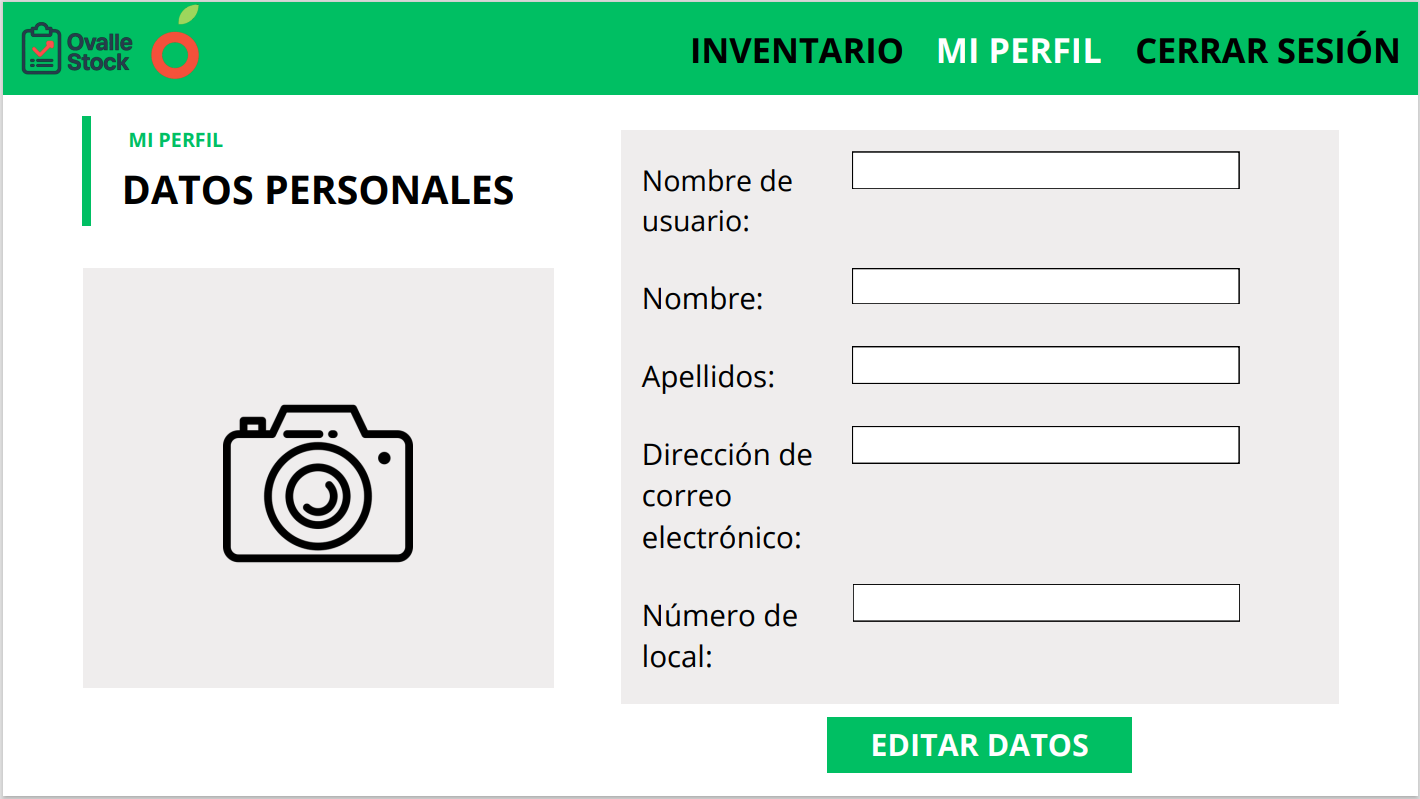 Ovalle
Stock
INVENTARIO MI PERFIL CERRAR SESIÓN
MI PERFIL
DATOS PERSONALES
Nombre de
usuario:
Nombre:
Apellidos:
Dirección de
correo
electrónico:
Número de
local:
EDITAR DATOS